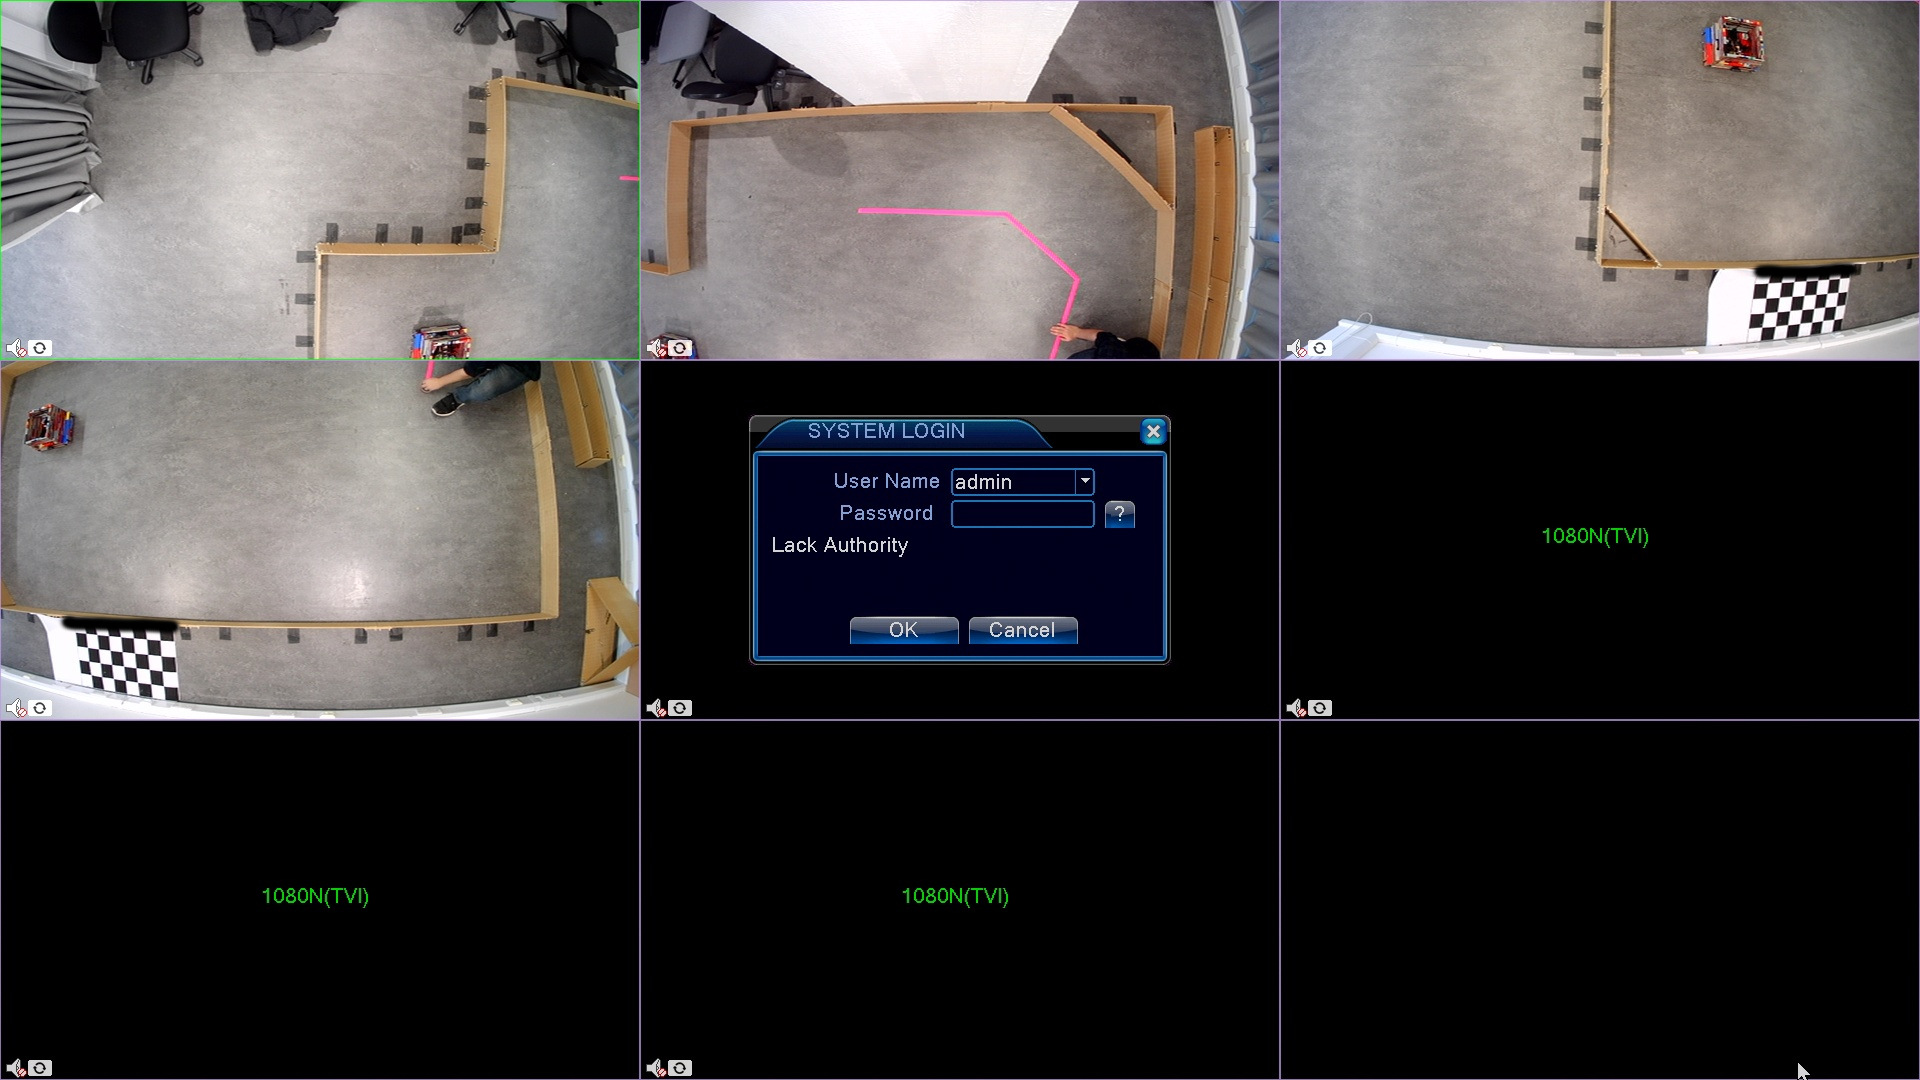 SYSTEM LOGIN
User Name admin
Password ?
Lack Authority
OK Cancel
1080N(TVI)
1080N(TVI)
1080N(TVI)